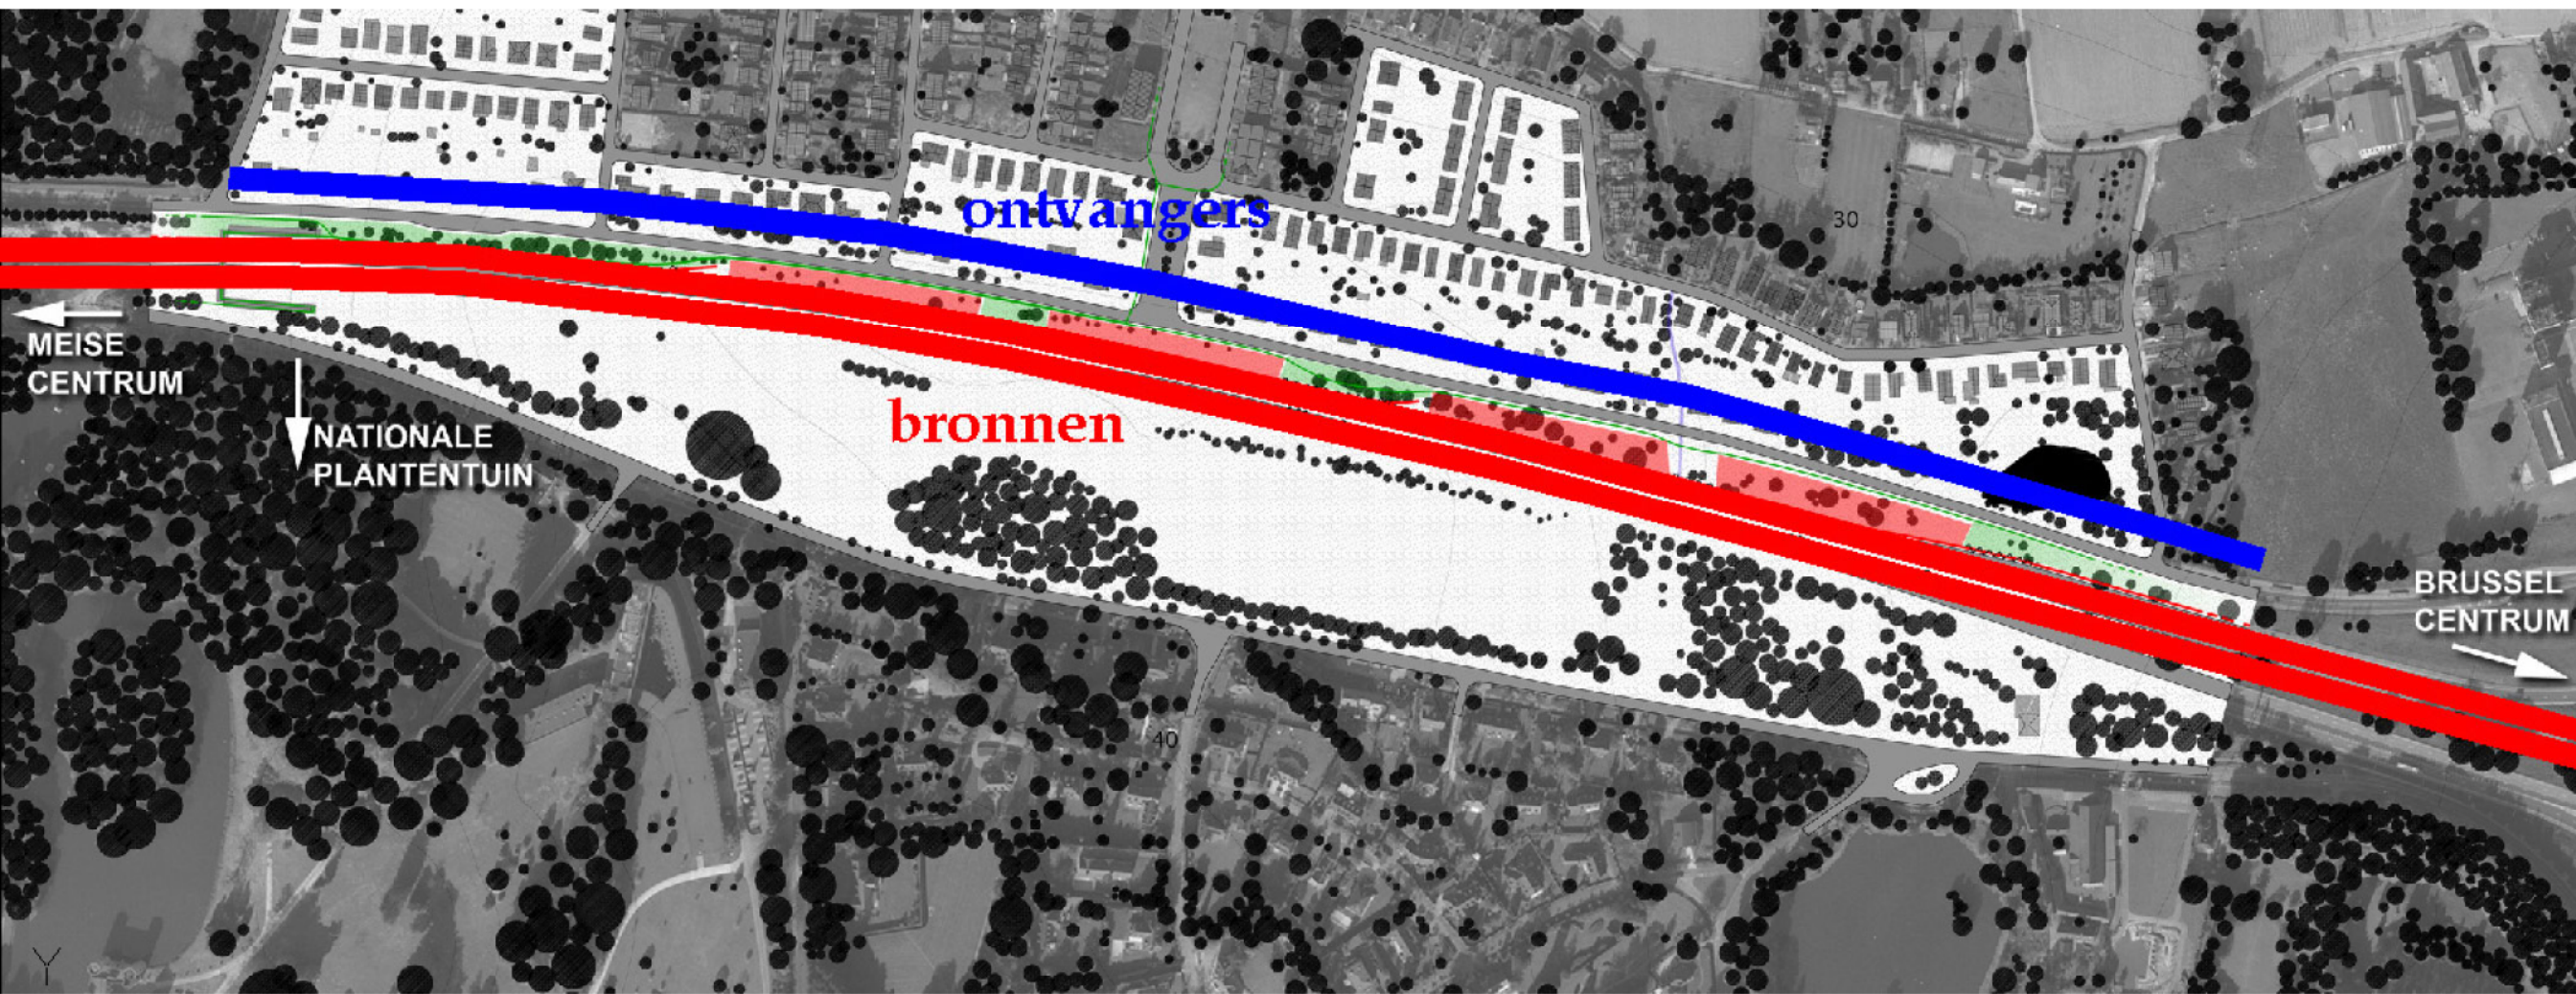 ontvangers
30
MEISE
CENTRUM
bronnen
NATIONALE
PLANTENTUIN
BRUSSEL
CENTRUM
40
Y